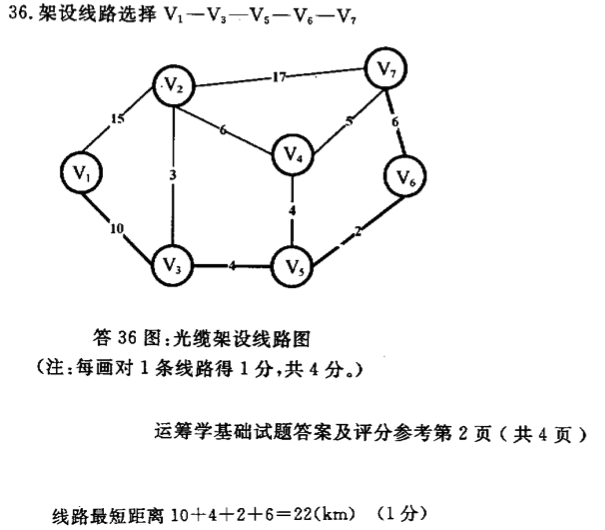 36.架设线路选择 V₁—V₃—V₅—V₆—V₇
V₇
V₂
17
15
6
5
6
V₄
V₁
3
V₆
4
10
2
V₃
4
V₅
答 36 图:光缆架设线路图
(注:每画对 1 条线路得 1 分,共 4 分。)
运筹学基础试题答案及评分参考第 2 页(共 4 页)
线路最短距离 10+4+2+6=22(km) (1 分)